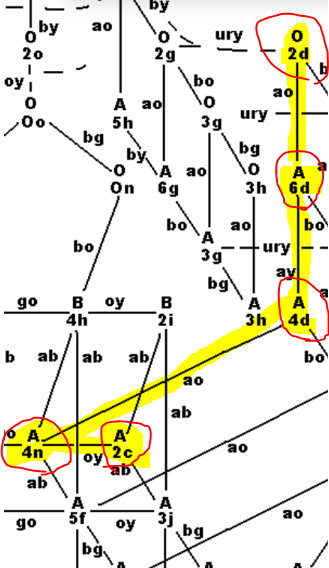 by
O by ao O ury O
2o 2g 2d
oy bo ao
O A ao O ury
Oo 5h 3g
bg bg
by
O A ao O A
On 6g 3h 6d
bo A ao ury
bo 3g ay
bg A A
go B oy B 3h 4d
4h 2i bo
b ab ab ab ao
ab
o A A
4n oy 2c ao
ab ab
A A ao
go 5f oy 3j
bg bg
A A A